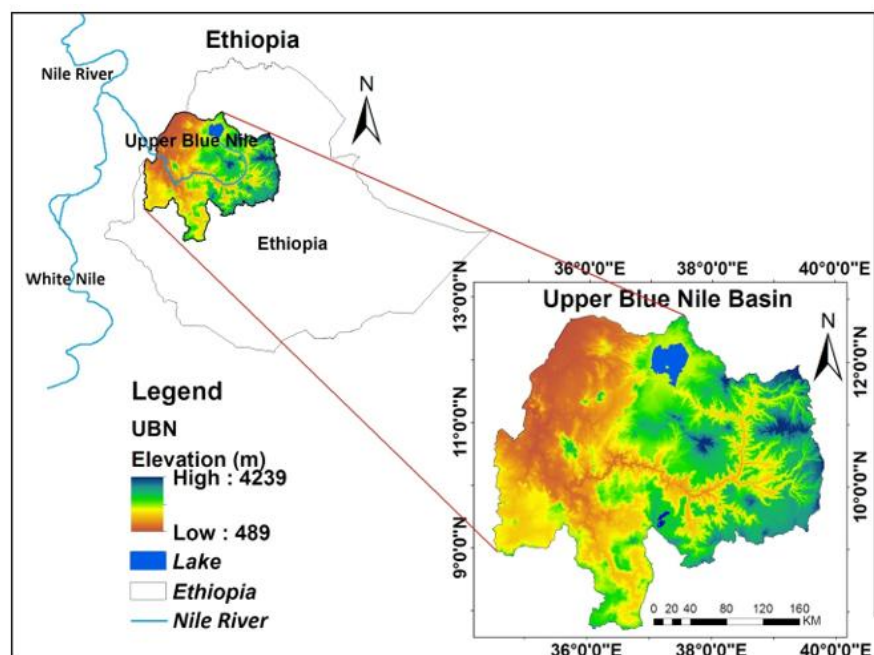 Ethiopia
Nile River
N
Upper Blue Nile
Ethiopia
White Nile
Legend
UBN
Elevation (m)
High : 4239
Low : 489
Lake
Ethiopia
Nile River
36°0'0"E 38°0'0"E 40°0'0"E
Upper Blue Nile Basin
N
13°0'0"N
11°0'0"N
9°0'0"N
12°0'0"N
10°0'0"N
0 20 40 80 120 160
KM
36°0'0"E 38°0'0"E 40°0'0"E